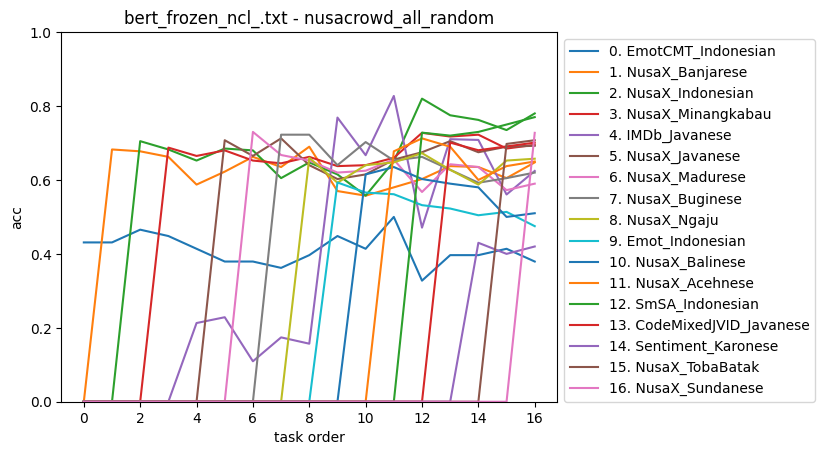 bert_frozen_ncl_.txt - nusacrowd_all_random
acc
1.0
0.8
0.6
0.4
0.2
0.0
0 2 4 6 8 10 12 14 16
task order
0. EmotCMT_Indonesian
1. NusaX_Banjarese
2. NusaX_Indonesian
3. NusaX_Minangkabau
4. IMDb_Javanese
5. NusaX_Javanese
6. NusaX_Madurese
7. NusaX_Buginese
8. NusaX_Ngaju
9. Emot_Indonesian
10. NusaX_Balinese
11. NusaX_Acehnese
12. SmSA_Indonesian
13. CodeMixedJVID_Javanese
14. Sentiment_Karonese
15. NusaX_TobaBatak
16. NusaX_Sundanese